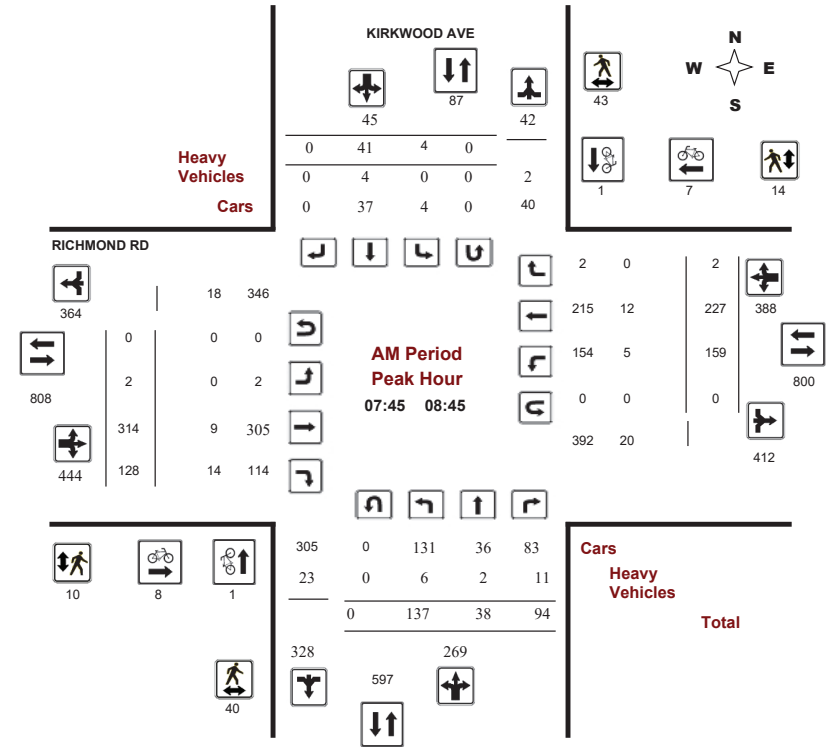 KIRKWOOD AVE
N
W E
S
87
43
45 42
0 41 4 0
Heavy
Vehicles
0 4 0 0 2
Cars
0 37 4 0 40
1 7 14
RICHMOND RD
364
18 346
808
0 0 0
2 0 2
314 9 305
128 14 114
444
AM Period
Peak Hour
07:45 08:45
2 0 2
215 12 227
388
154 5 159
800
0 0 0
392 20
412
10 8 1
40
305 0 131 36 83
23 0 6 2 11
0 137 38 94
328 269
597
Cars
Heavy
Vehicles
Total